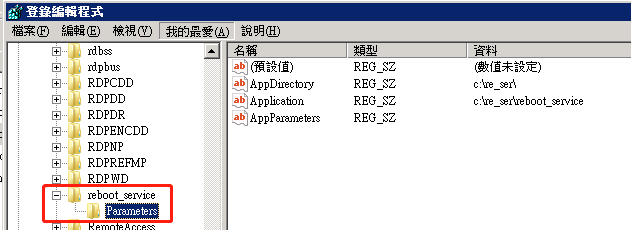 登錄編輯程式
檔案(F) 編輯(E) 檢視(V) 我的最愛(A) 說明(H)
rdbss
rdpbus
RDPCDD
RDPDD
RDPDR
RDPENCDD
RDPNP
RDPREFMP
RDPWD
reboot_service
Parameters
RemoteAccess
名稱 類型 資料
(預設值) REG_SZ (數值未設定)
AppDirectory REG_SZ c:\re_ser\
Application REG_SZ c:\re_ser\reboot_service
AppParameters REG_SZ